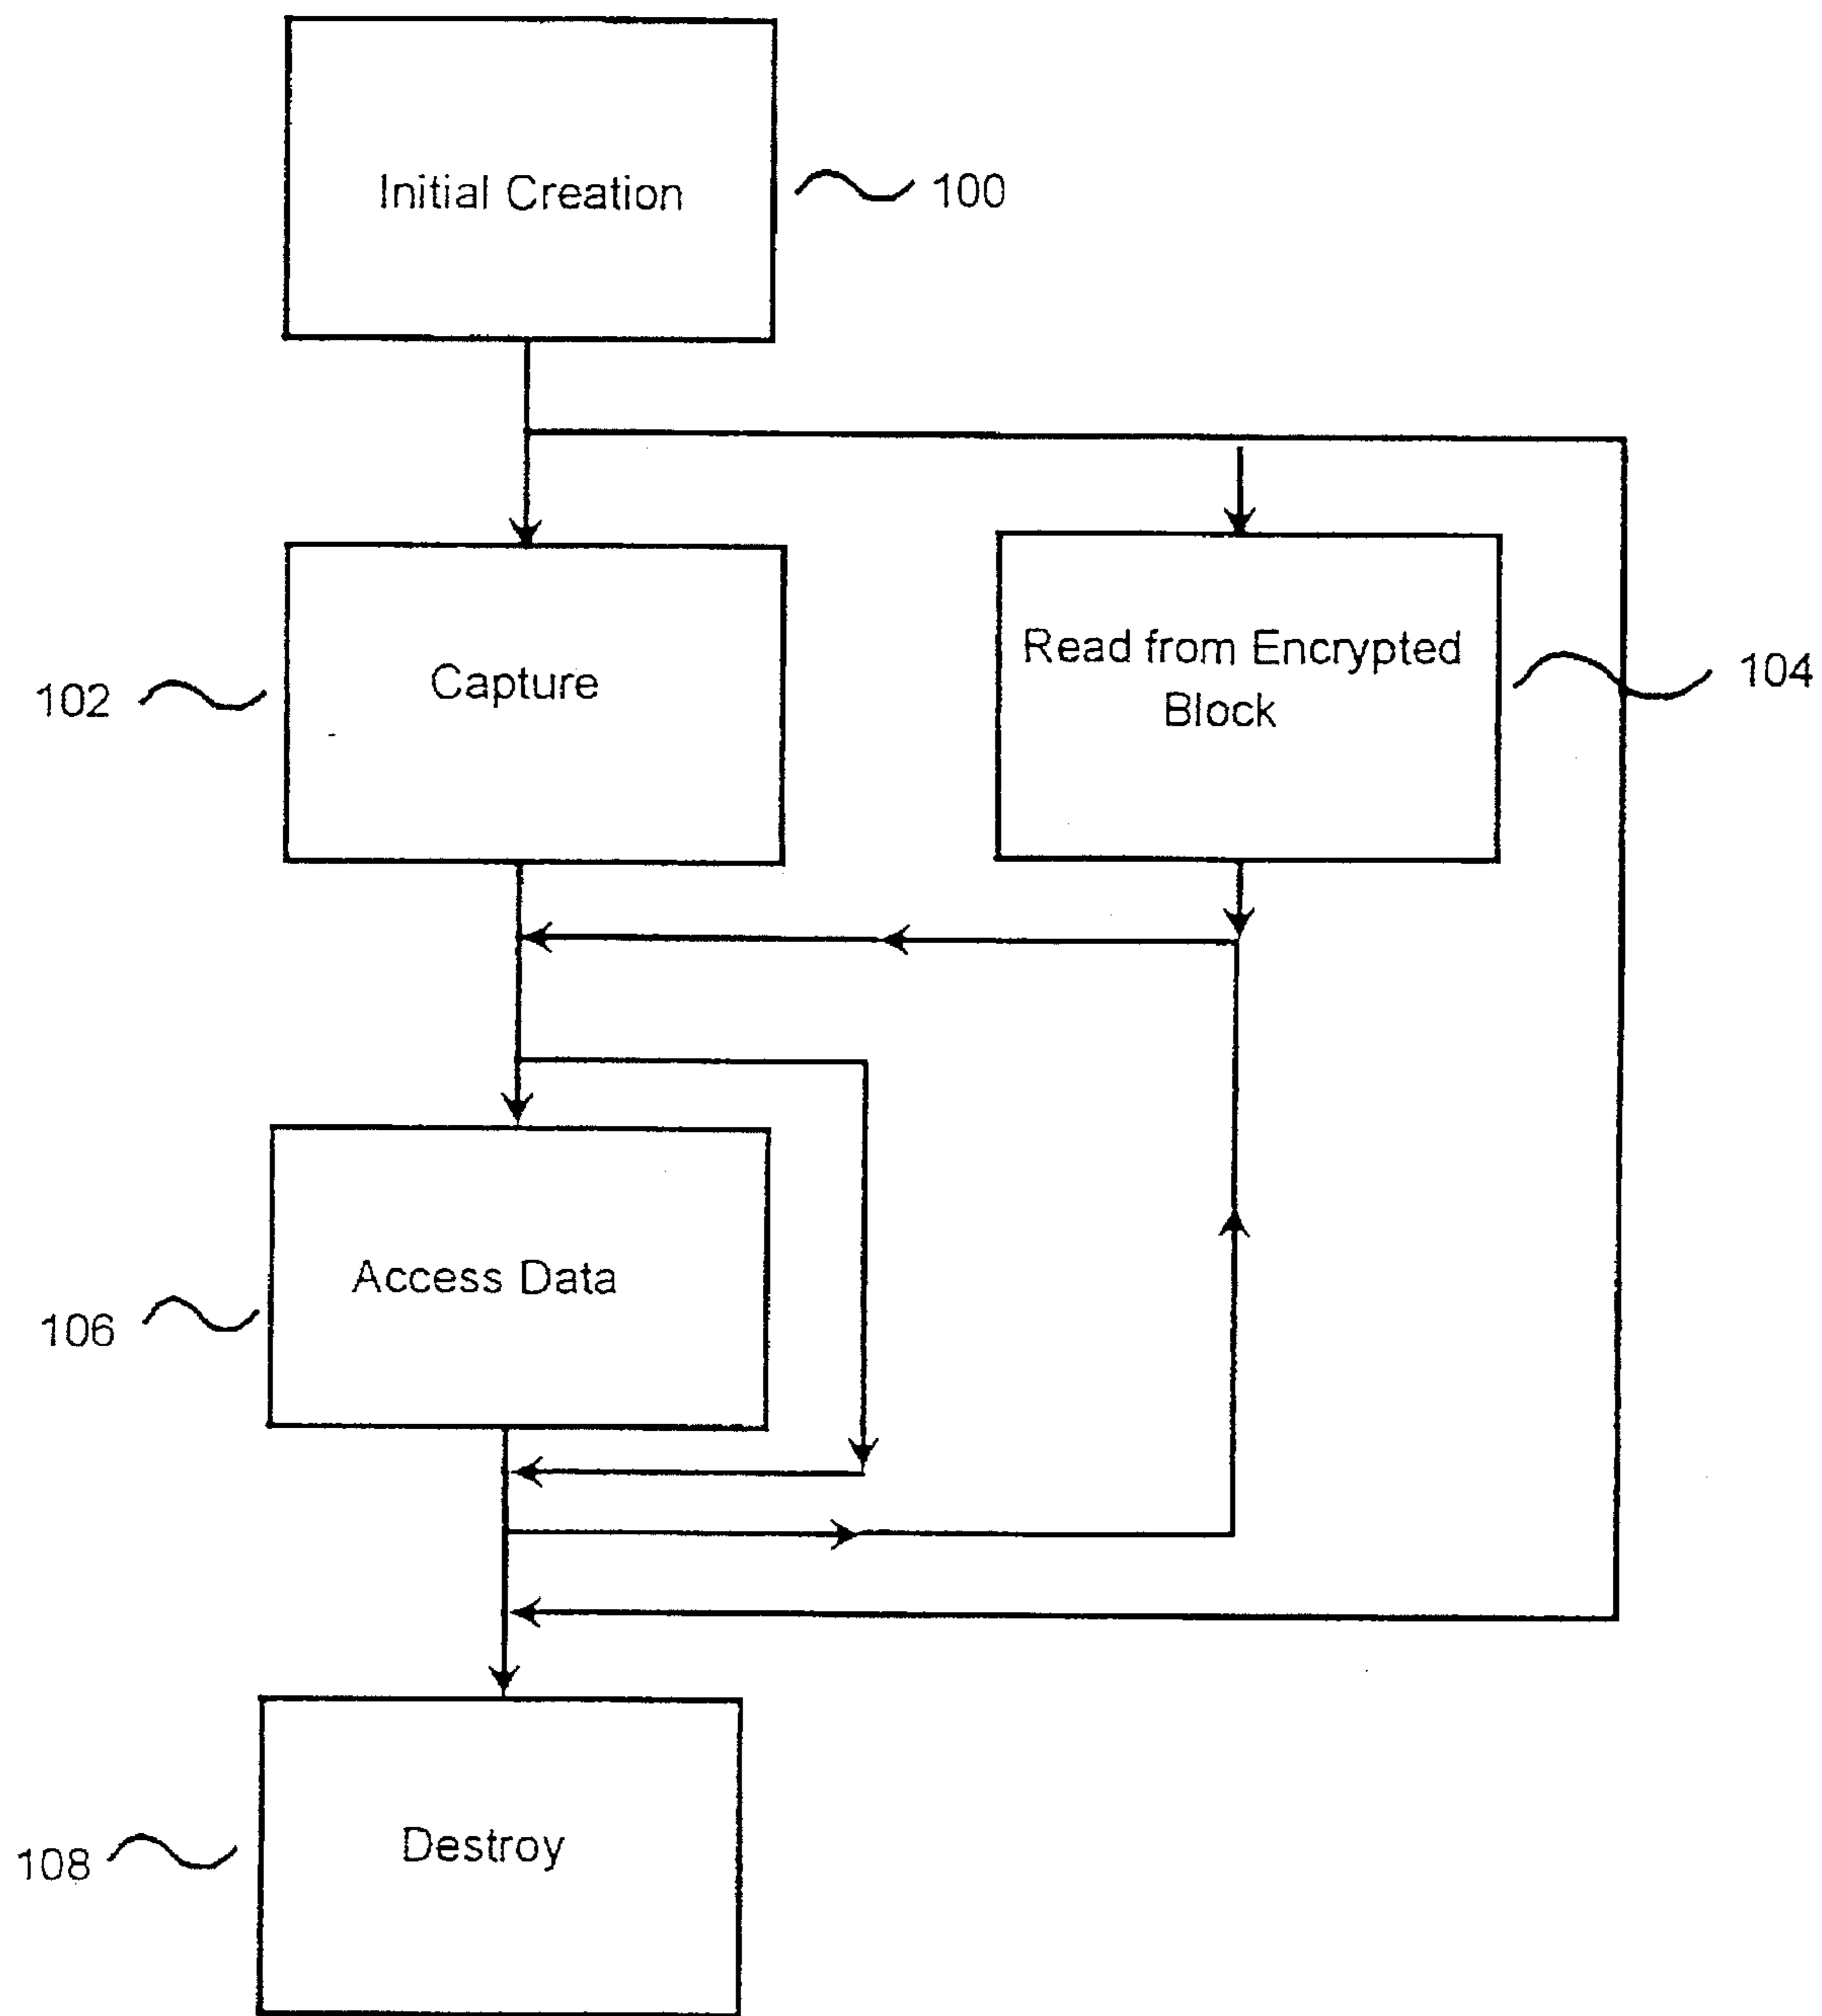 Initial Creation
100
102
Capture
Read from Encrypted
Block
104
106
Access Data
108
Destroy